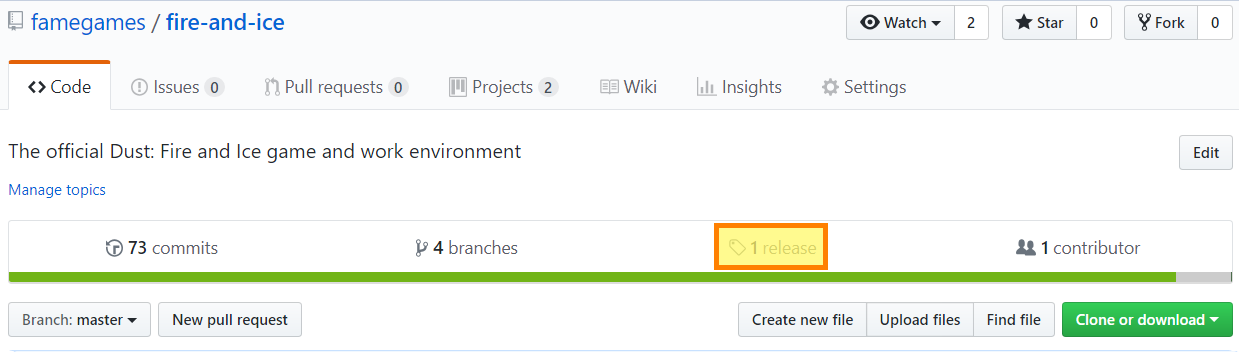 famegames / fire-and-ice Watch 2 Star 0 Fork 0
Code Issues 0 Pull requests 0 Projects 2 Wiki Insights Settings
The official Dust: Fire and Ice game and work environment Edit
Manage topics
73 commits 4 branches 1 release 1 contributor
Branch: master New pull request Create new file Upload files Find file Clone or download